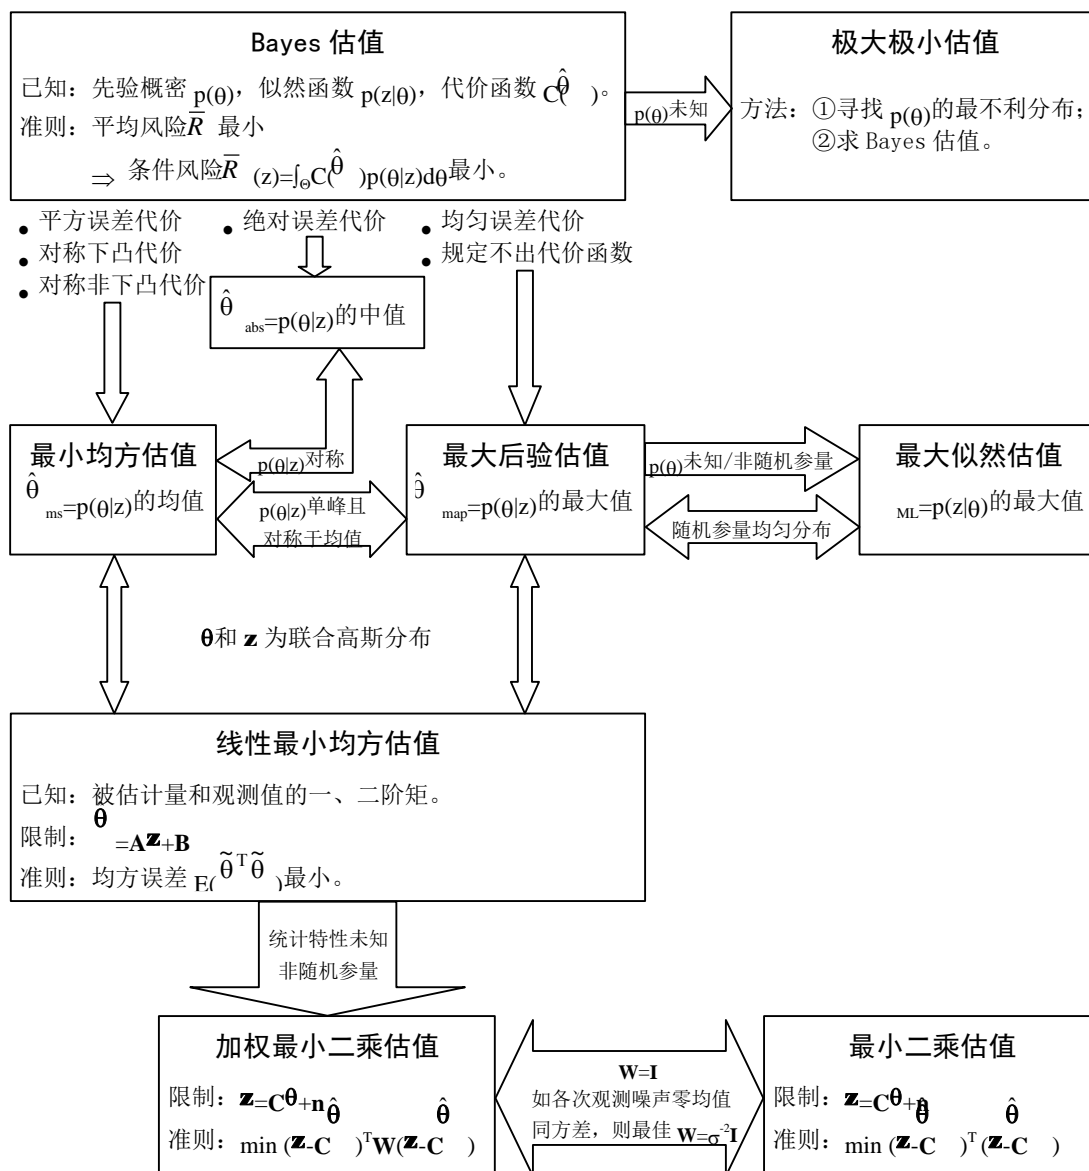 Bayes 估值
已知：先验概密 p(θ)，似然函数 p(z|θ)，代价函数 C(θ̂)。
准则：平均风险R̅ 最小
⇒ 条件风险R̅ (z)=∫ΘC(θ̂)p(θ|z)dθ最小。
p(θ)未知
极大极小估值
方法：①寻找 p(θ)的最不利分布；
②求 Bayes 估值。
• 平方误差代价
• 对称下凸代价
• 对称非下凸代价
• 绝对误差代价
• 均匀误差代价
• 规定不出代价函数
θ̂abs=p(θ|z)的中值
最小均方估值
θ̂ms=p(θ|z)的均值
p(θ|z)对称
p(θ|z)单峰且
对称于均值
最大后验估值
θ̂map=p(θ|z)的最大值
p(θ)未知/非随机参量
随机参量均匀分布
最大似然估值
ML=p(z|θ)的最大值
θ和 z 为联合高斯分布
线性最小均方估值
已知：被估计量和观测值的一、二阶矩。
限制：θ̂=Az+B
准则：均方误差 E(θ̃ᵀθ̃)最小。
统计特性未知
非随机参量
加权最小二乘估值
限制：z=Cθ+n
准则：min (z-Cθ̂)ᵀW(z-Cθ̂)
W=I
如各次观测噪声零均值
同方差，则最佳 W=σ⁻²I
最小二乘估值
限制：z=Cθ+n
准则：min (z-Cθ̂)ᵀ(z-Cθ̂)